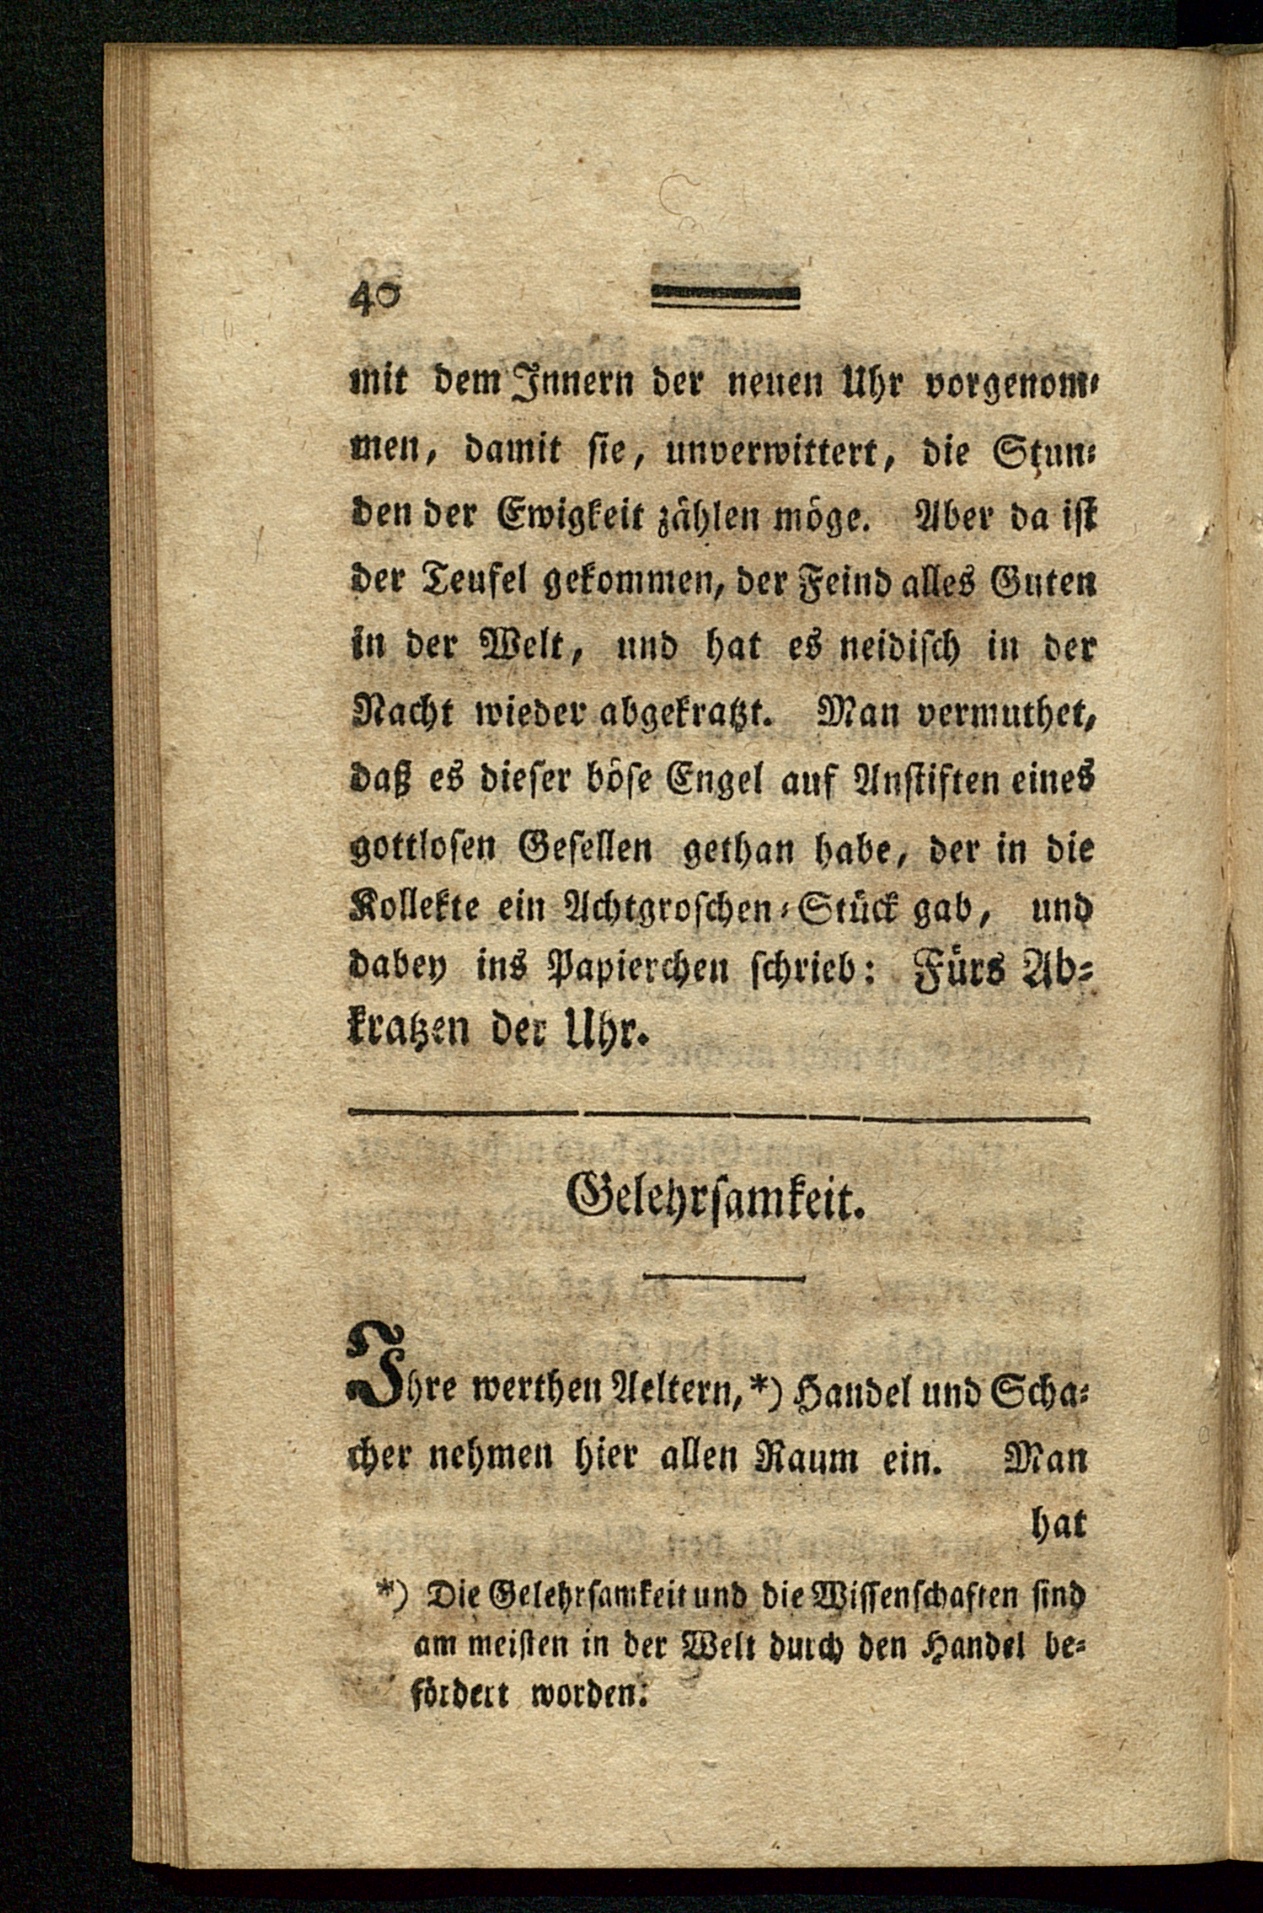 40
mit dem Innern der neuen Uhr vorgenom-
men, damit sie, unverwittert, die Stun-
den der Ewigkeit zählen möge. Aber da ist
der Teufel gekommen, der Feind alles Guten
in der Welt, und hat es neidisch in der
Nacht wieder abgekratzt. Man vermuthet,
daß es dieser böse Engel auf Anstiften eines
gottlosen Gesellen gethan habe, der in die
Kollekte ein Achtgroschen-Stück gab, und
dabey ins Papierchen schrieb: Fürs Ab-
kratzen der Uhr.
Gelehrsamkeit.
Ihre werthen Aeltern,*) Handel und Scha-
cher nehmen hier allen Raum ein. Man
hat
*) Die Gelehrsamkeit und die Wissenschaften sind
am meisten in der Welt durch den Handel be-
fördert worden.